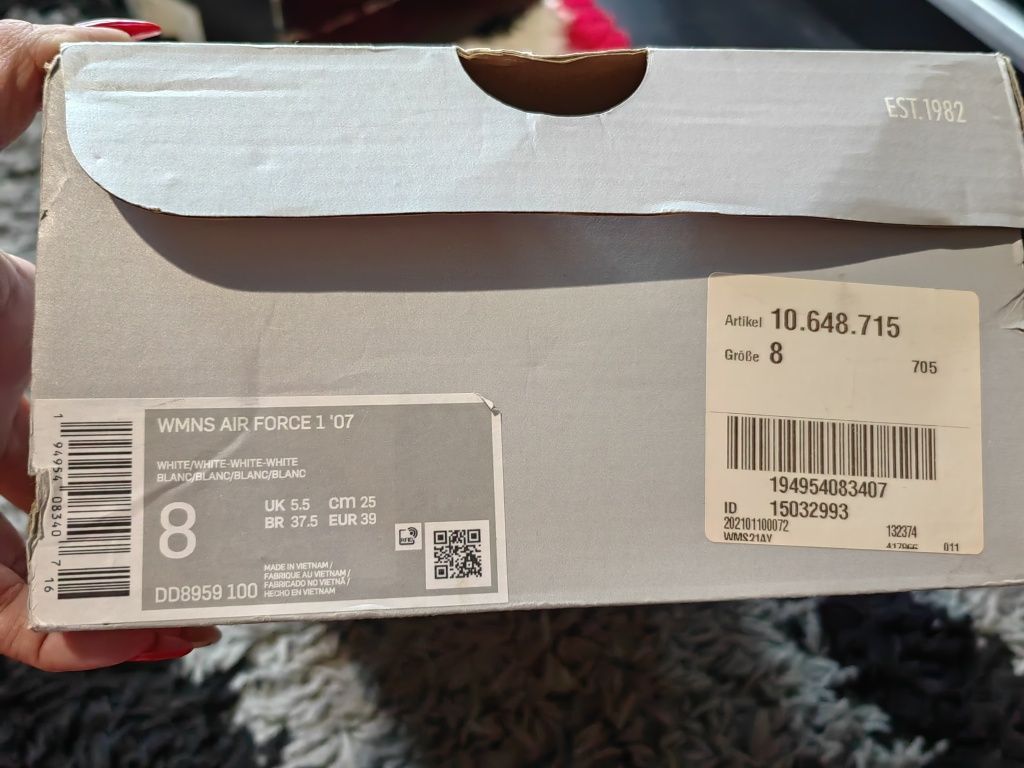 EST.1982
Artikel 10.648.715
Größe 8
705
194954083407
ID 15032993
202101100072
132374
WMS21AY
417966
011
WMNS AIR FORCE 1 '07
WHITE/WHITE-WHITE-WHITE
BLANC/BLANC/BLANC/BLANC
8
UK 5.5 cm 25
BR 37.5 EUR 39
MADE IN VIETNAM /
FABRIQUE AU VIETNAM /
FABRICADO NO VIETNÃ /
HECHO EN VIETNAM
DD8959 100
1 94954 08340 7 16